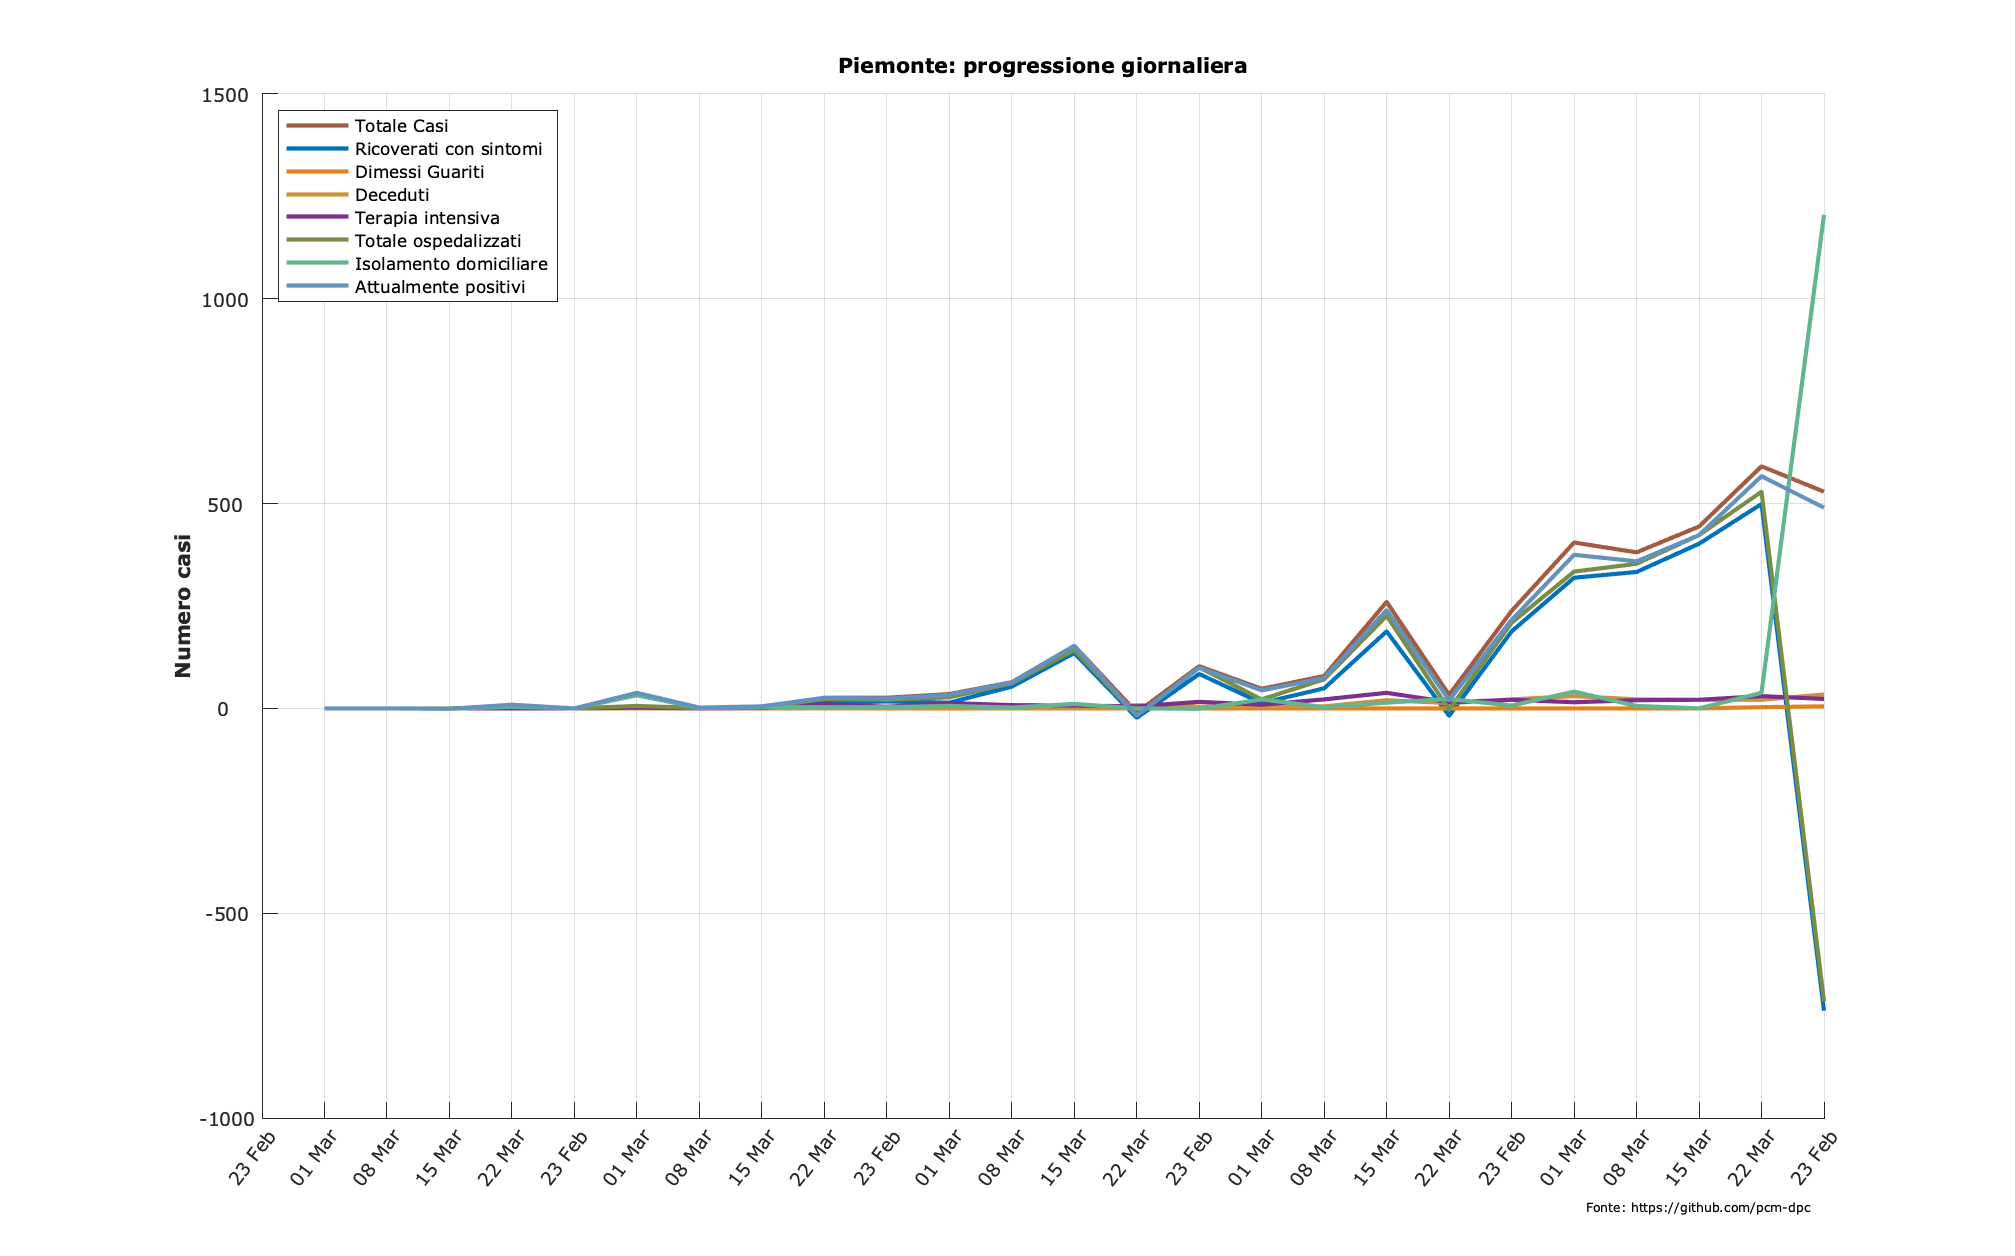 Piemonte: progressione giornaliera
1500
1000
500
0
-500
-1000
Numero casi
Totale Casi
Ricoverati con sintomi
Dimessi Guariti
Deceduti
Terapia intensiva
Totale ospedalizzati
Isolamento domiciliare
Attualmente positivi
23 Feb
01 Mar
08 Mar
15 Mar
22 Mar
23 Feb
01 Mar
08 Mar
15 Mar
22 Mar
23 Feb
01 Mar
08 Mar
15 Mar
22 Mar
23 Feb
01 Mar
08 Mar
15 Mar
22 Mar
23 Feb
01 Mar
08 Mar
15 Mar
22 Mar
23 Feb
Fonte: https://github.com/pcm-dpc